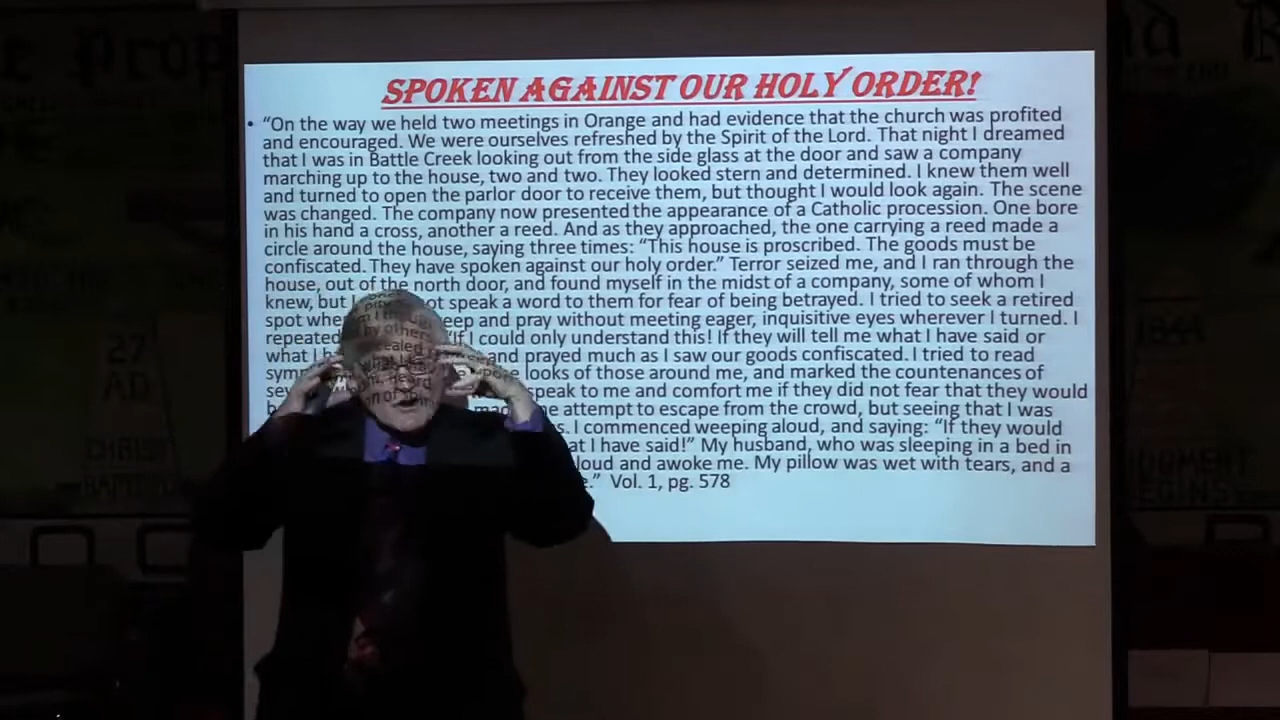 SPOKEN AGAINST OUR HOLY ORDER!
• “On the way we held two meetings in Orange and had evidence that the church was profited
and encouraged. We were ourselves refreshed by the Spirit of the Lord. That night I dreamed
that I was in Battle Creek looking out from the side glass at the door and saw a company
marching up to the house, two and two. They looked stern and determined. I knew them well
and turned to open the parlor door to receive them, but thought I would look again. The scene
was changed. The company now presented the appearance of a Catholic procession. One bore
in his hand a cross, another a reed. And as they approached, the one carrying a reed made a
circle around the house, saying three times: “This house is proscribed. The goods must be
confiscated. They have spoken against our holy order.” Terror seized me, and I ran through the
house, out of the north door, and found myself in the midst of a company, some of whom I
knew, but I not speak a word to them for fear of being betrayed. I tried to seek a retired
spot eep and pray without meeting eager, inquisitive eyes wherever I turned. I
repeated “If I could only understand this! If they will tell me what I have said or
what I and prayed much as I saw our goods confiscated. I tried to read
looks of those around me, and marked the countenances of
speak to me and comfort me if they did not fear that they would
attempt to escape from the crowd, but seeing that I was
I commenced weeping aloud, and saying: “If they would
at I have said!” My husband, who was sleeping in a bed in
loud and awoke me. My pillow was wet with tears, and a
Vol. 1, pg. 578
27
AD
CHRIST
1844
BEGINS